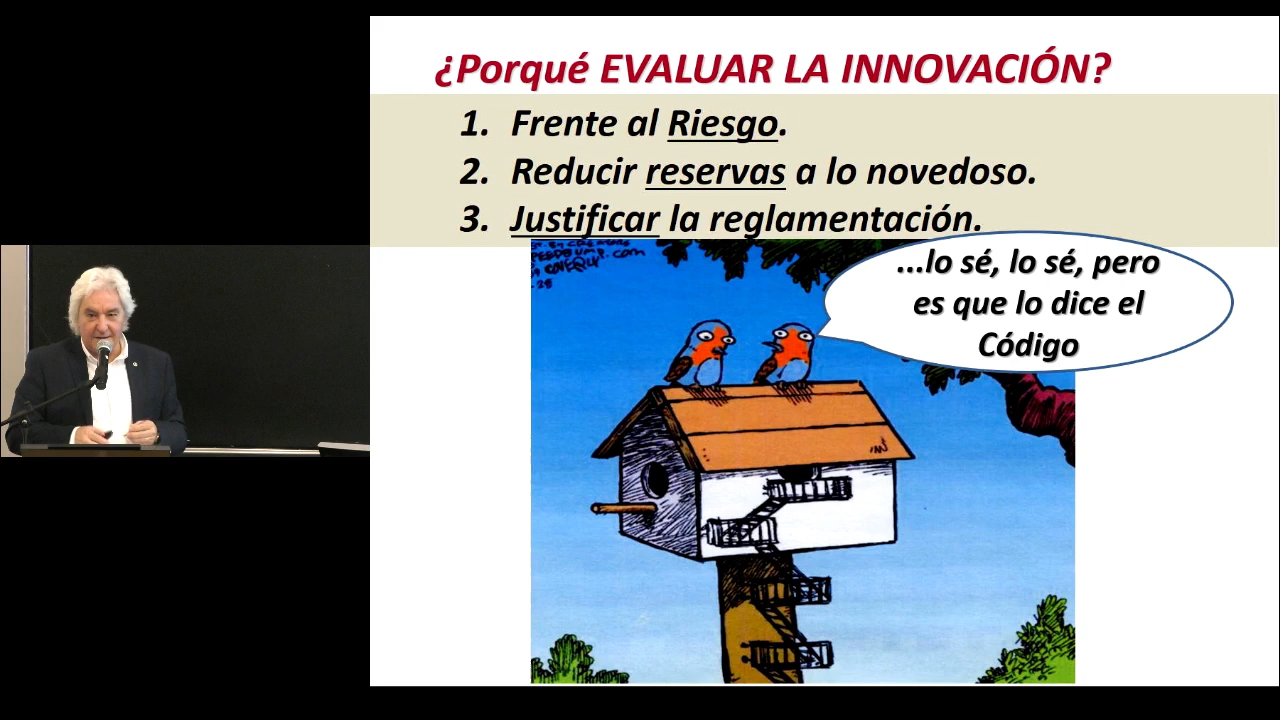 ¿Porqué EVALUAR LA INNOVACIÓN?
1. Frente al Riesgo.
2. Reducir reservas a lo novedoso.
3. Justificar la reglamentación.
...lo sé, lo sé, pero
es que lo dice el
Código